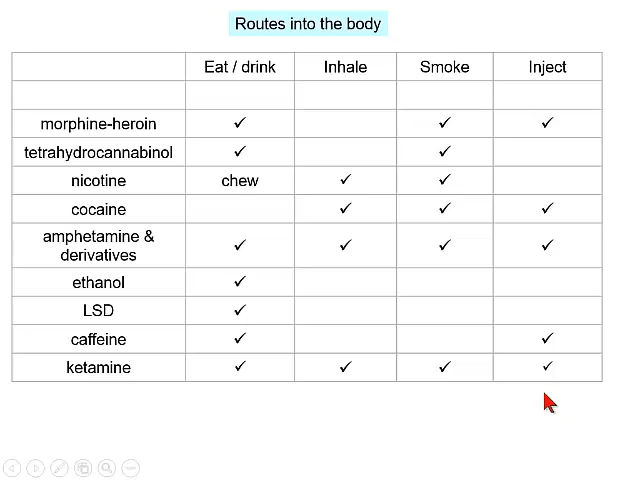 Routes into the body
Eat / drink Inhale Smoke Inject
morphine-heroin ✓ ✓ ✓
tetrahydrocannabinol ✓ ✓
nicotine chew ✓ ✓
cocaine ✓ ✓ ✓
amphetamine &
derivatives ✓ ✓ ✓ ✓
ethanol ✓
LSD ✓
caffeine ✓ ✓
ketamine ✓ ✓ ✓ ✓